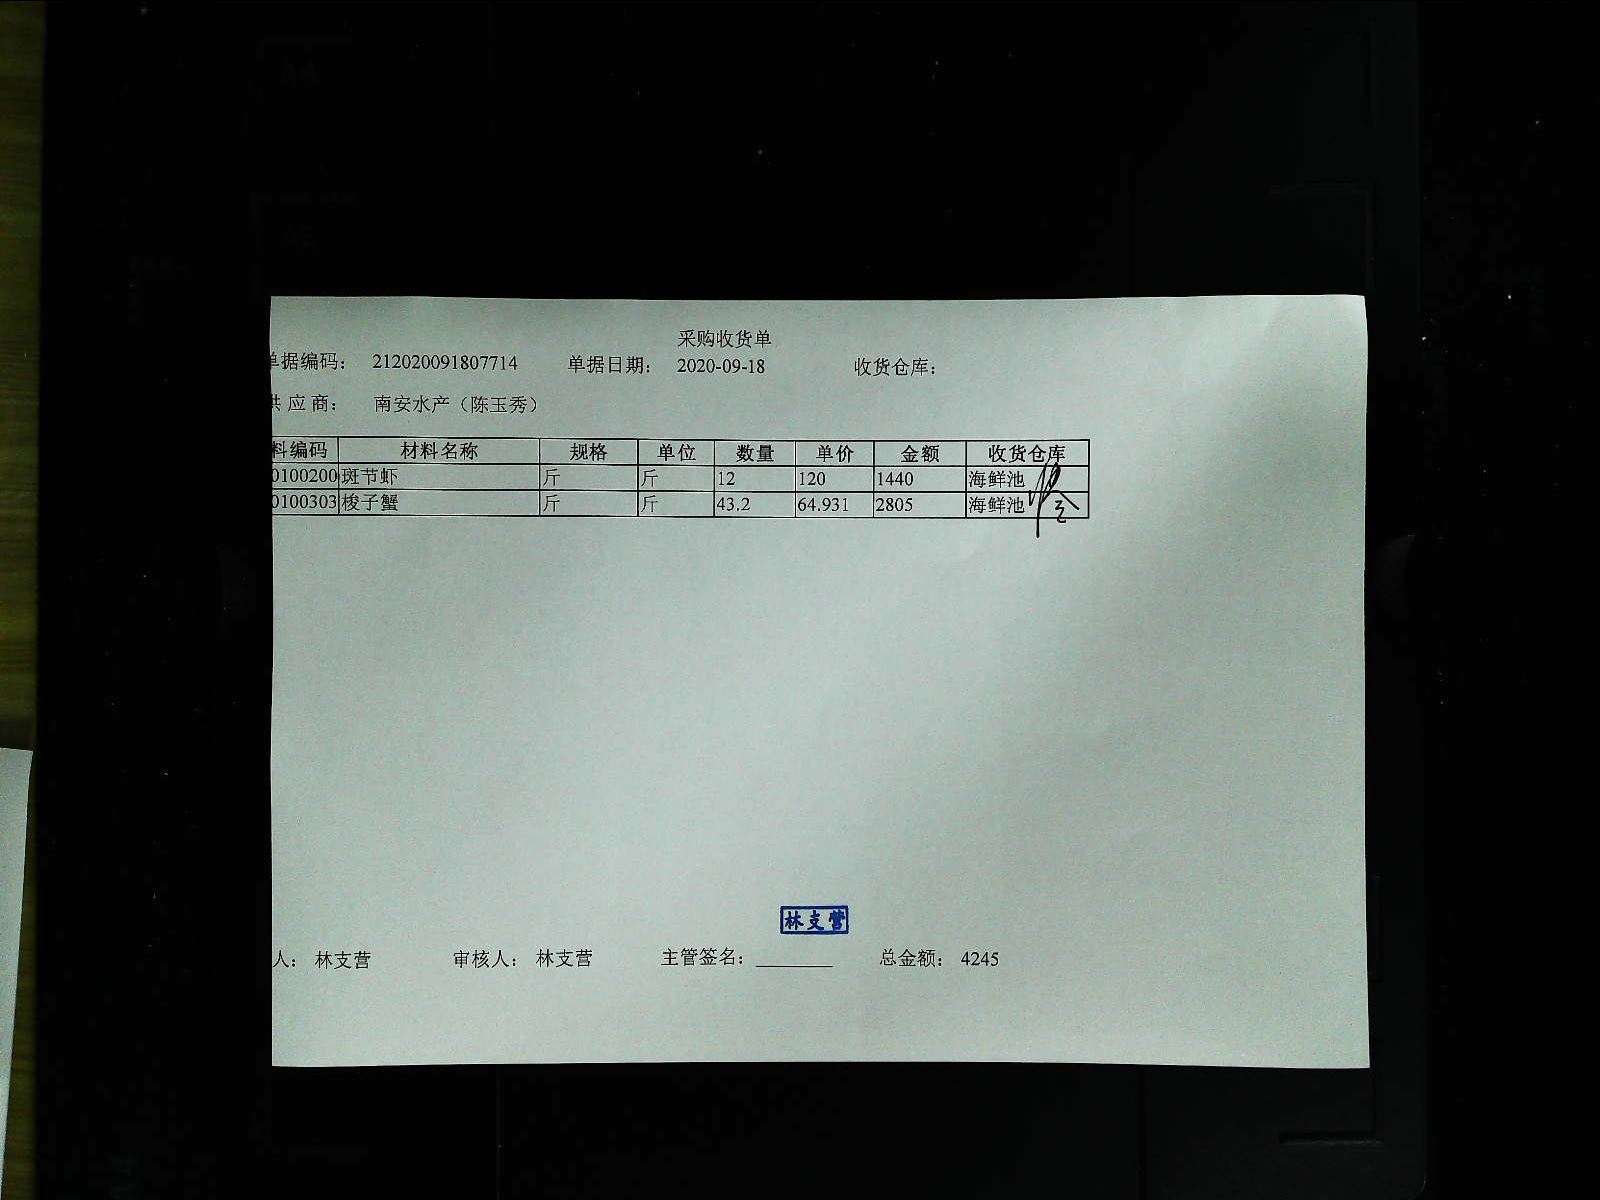 采购收货单
单据编码： 212020091807714 单据日期： 2020-09-18 收货仓库：
供 应 商： 南安水产（陈玉秀）
料编码 材料名称 规格 单位 数量 单价 金额 收货仓库
0100200 斑节虾 斤 斤 12 120 1440 海鲜池
0100303 梭子蟹 斤 斤 43.2 64.931 2805 海鲜池
林支营
人： 林支营 审核人： 林支营 主管签名： ________ 总金额： 4245